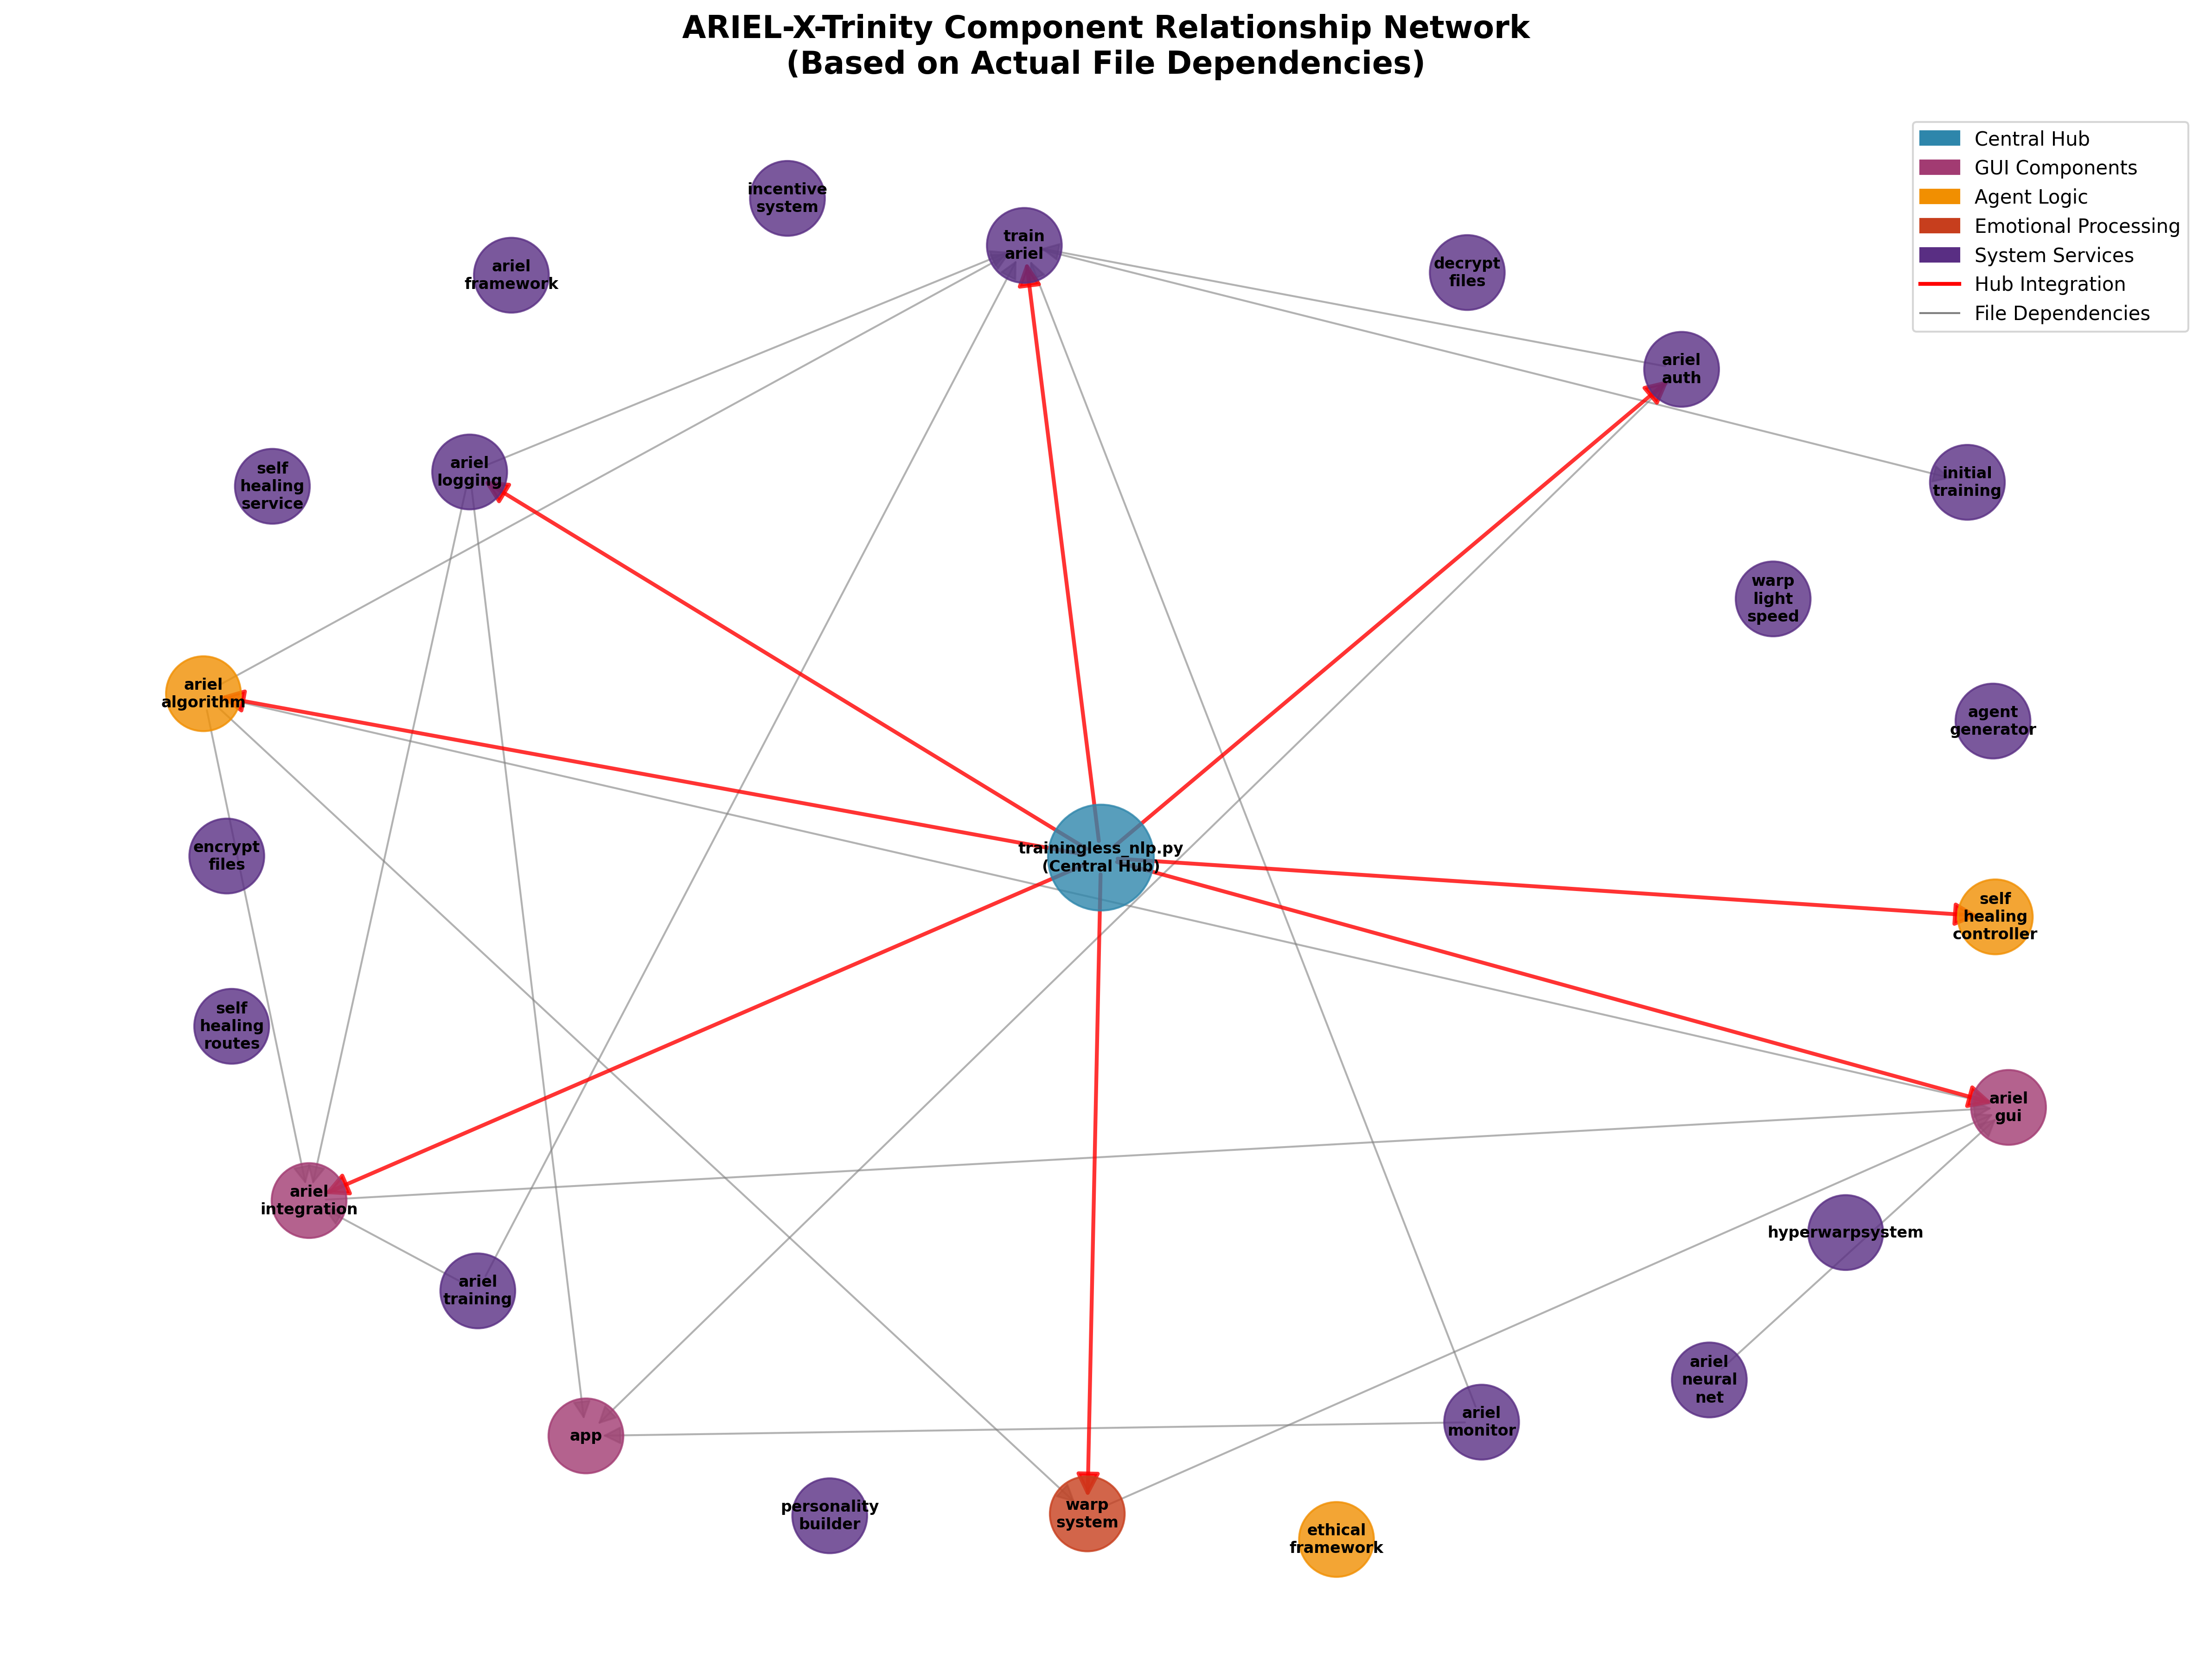 ARIEL-X-Trinity Component Relationship Network
(Based on Actual File Dependencies)
Central Hub
GUI Components
Agent Logic
Emotional Processing
System Services
Hub Integration
File Dependencies
incentive
system
train
ariel
ariel
framework
decrypt
files
ariel
auth
ariel
logging
self
healing
service
initial
training
warp
light
speed
ariel
algorithm
agent
generator
encrypt
files
trainingless_nlp.py
(Central Hub)
self
healing
controller
self
healing
routes
ariel
gui
ariel
integration
hyperwarpsystem
ariel
training
ariel
neural
net
app
ariel
monitor
personality
builder
warp
system
ethical
framework